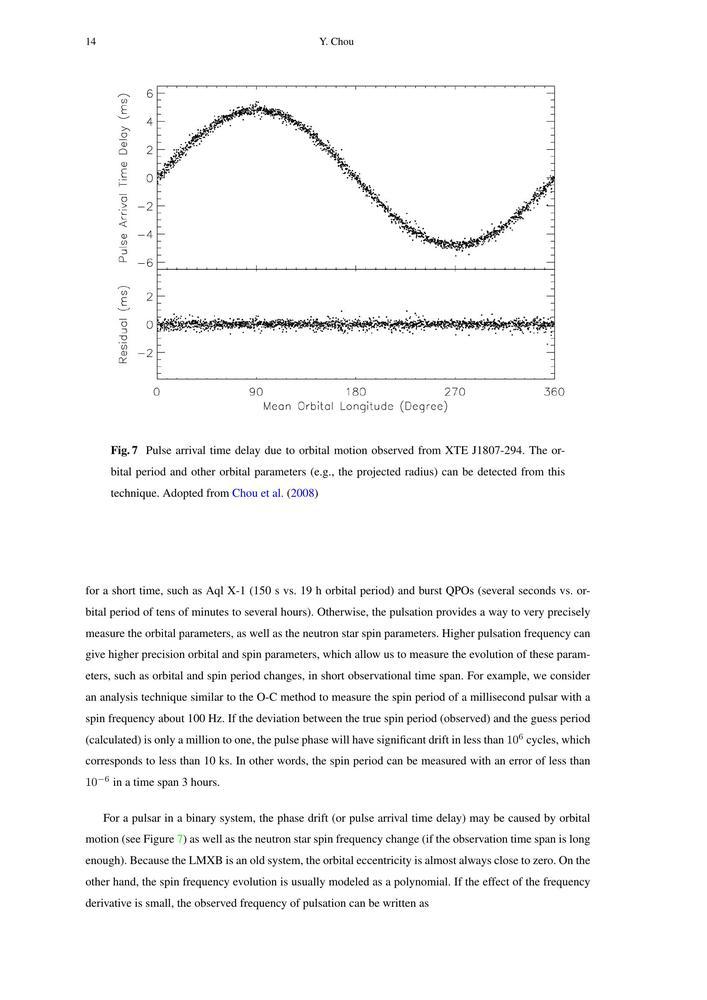 14
Y. Chou
6
4
2
0
−2
−4
−6
Pulse Arrival Time Delay (ms)
2
0
−2
Residual (ms)
0 90 180 270 360
Mean Orbital Longitude (Degree)
Fig. 7 Pulse arrival time delay due to orbital motion observed from XTE J1807-294. The or-
bital period and other orbital parameters (e.g., the projected radius) can be detected from this
technique. Adopted from Chou et al. (2008)
for a short time, such as Aql X-1 (150 s vs. 19 h orbital period) and burst QPOs (several seconds vs. or-
bital period of tens of minutes to several hours). Otherwise, the pulsation provides a way to very precisely
measure the orbital parameters, as well as the neutron star spin parameters. Higher pulsation frequency can
give higher precision orbital and spin parameters, which allow us to measure the evolution of these param-
eters, such as orbital and spin period changes, in short observational time span. For example, we consider
an analysis technique similar to the O-C method to measure the spin period of a millisecond pulsar with a
spin frequency about 100 Hz. If the deviation between the true spin period (observed) and the guess period
(calculated) is only a million to one, the pulse phase will have significant drift in less than 10⁶ cycles, which
corresponds to less than 10 ks. In other words, the spin period can be measured with an error of less than
10⁻⁶ in a time span 3 hours.
For a pulsar in a binary system, the phase drift (or pulse arrival time delay) may be caused by orbital
motion (see Figure 7) as well as the neutron star spin frequency change (if the observation time span is long
enough). Because the LMXB is an old system, the orbital eccentricity is almost always close to zero. On the
other hand, the spin frequency evolution is usually modeled as a polynomial. If the effect of the frequency
derivative is small, the observed frequency of pulsation can be written as